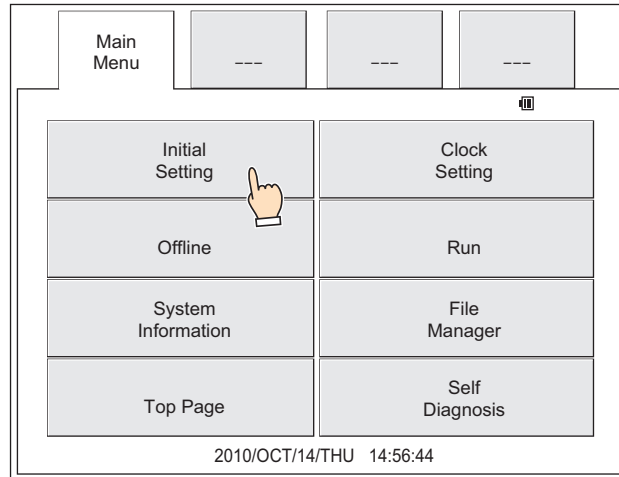 Main
Menu
---
---
---
Initial
Setting
Clock
Setting
Offline
Run
System
Information
File
Manager
Top Page
Self
Diagnosis
2010/OCT/14/THU 14:56:44